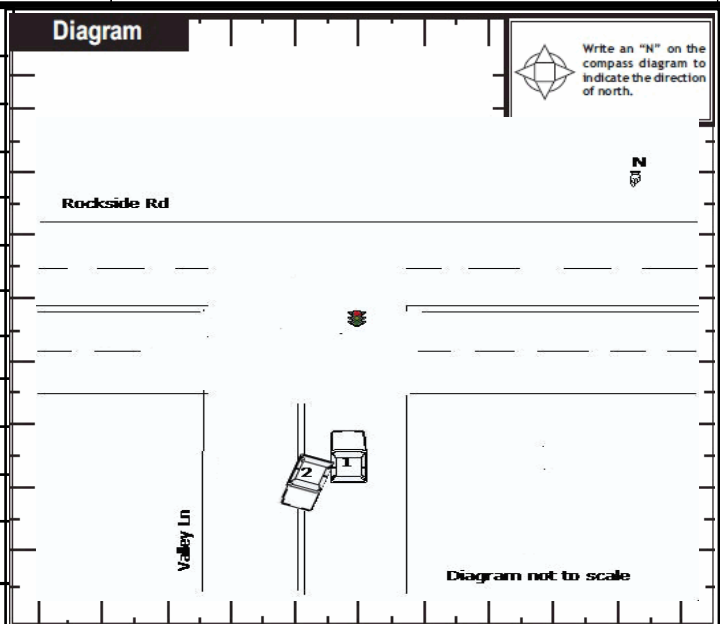 Diagram
Write an “N” on the
compass diagram to
indicate the direction
of north.
N
Rockside Rd
1
2
Valley Ln
Diagram not to scale